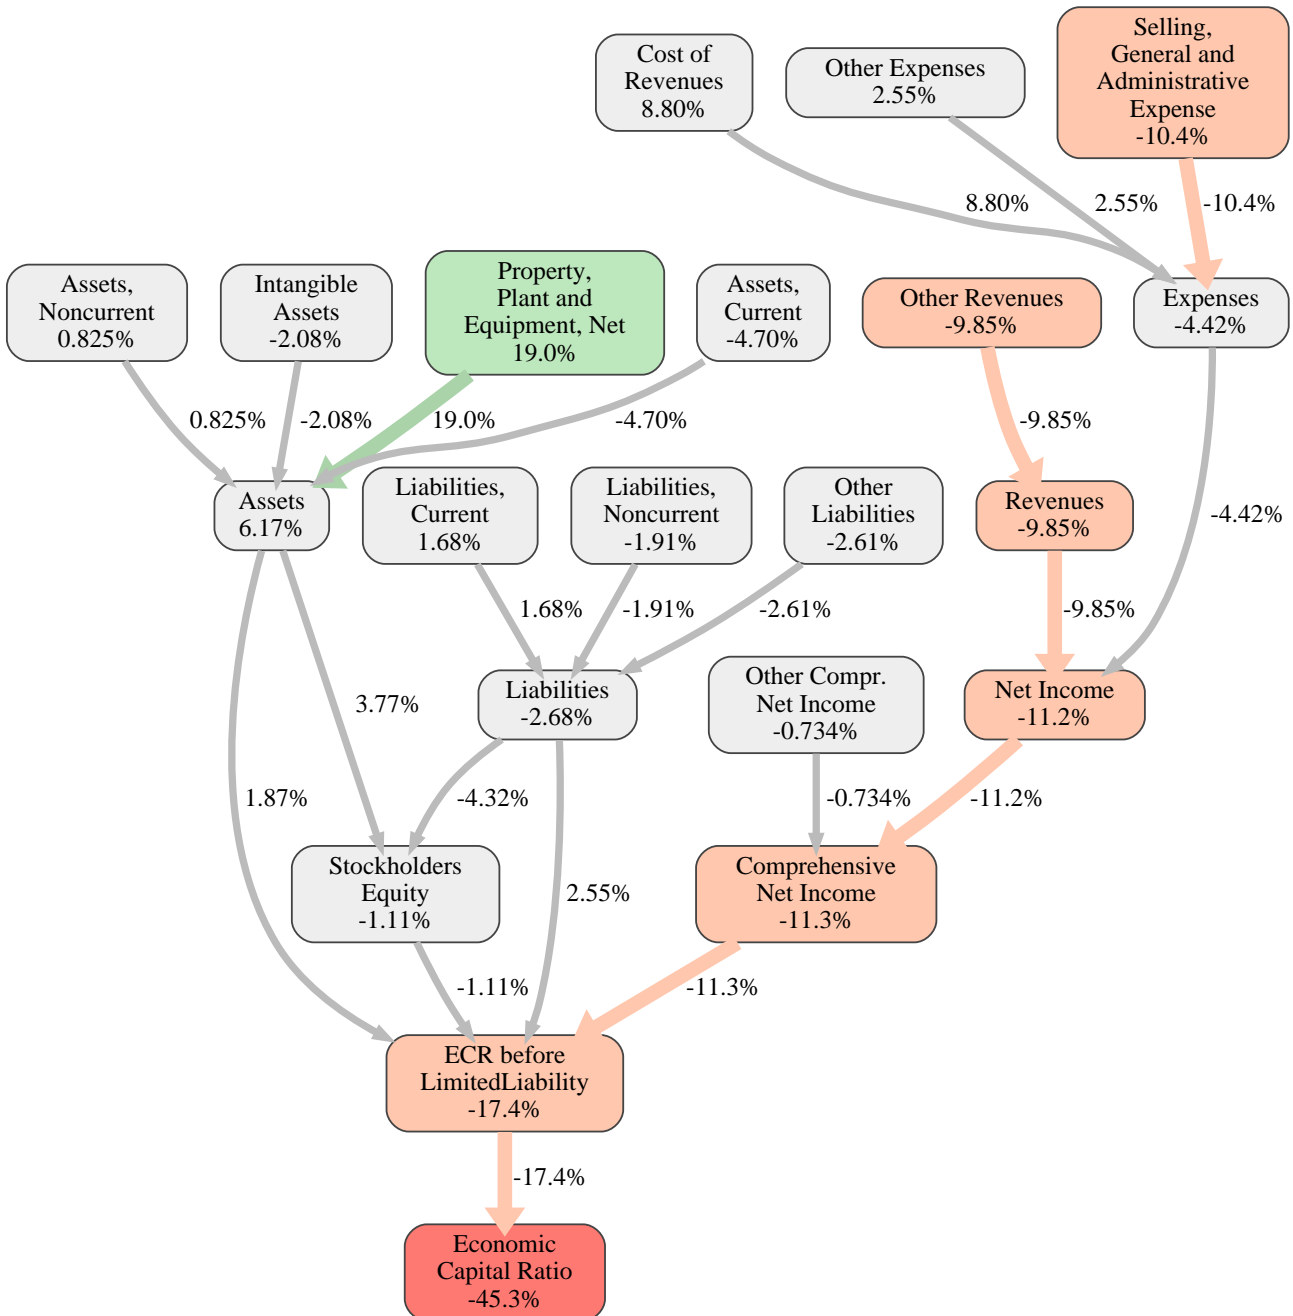 Cost of
Revenues
8.80%
Other Expenses
2.55%
Selling,
General and
Administrative
Expense
-10.4%
8.80%
2.55%
-10.4%
Assets,
Noncurrent
0.825%
Intangible
Assets
-2.08%
Property,
Plant and
Equipment, Net
19.0%
Assets,
Current
-4.70%
Other Revenues
-9.85%
Expenses
-4.42%
0.825%
-2.08%
19.0%
-4.70%
-9.85%
-4.42%
Assets
6.17%
Liabilities,
Current
1.68%
Liabilities,
Noncurrent
-1.91%
Other
Liabilities
-2.61%
Revenues
-9.85%
1.68%
-1.91%
-2.61%
-9.85%
Liabilities
-2.68%
Other Compr.
Net Income
-0.734%
Net Income
-11.2%
3.77%
1.87%
-4.32%
-0.734%
-11.2%
Stockholders
Equity
-1.11%
2.55%
Comprehensive
Net Income
-11.3%
-1.11%
-11.3%
ECR before
LimitedLiability
-17.4%
-17.4%
Economic
Capital Ratio
-45.3%